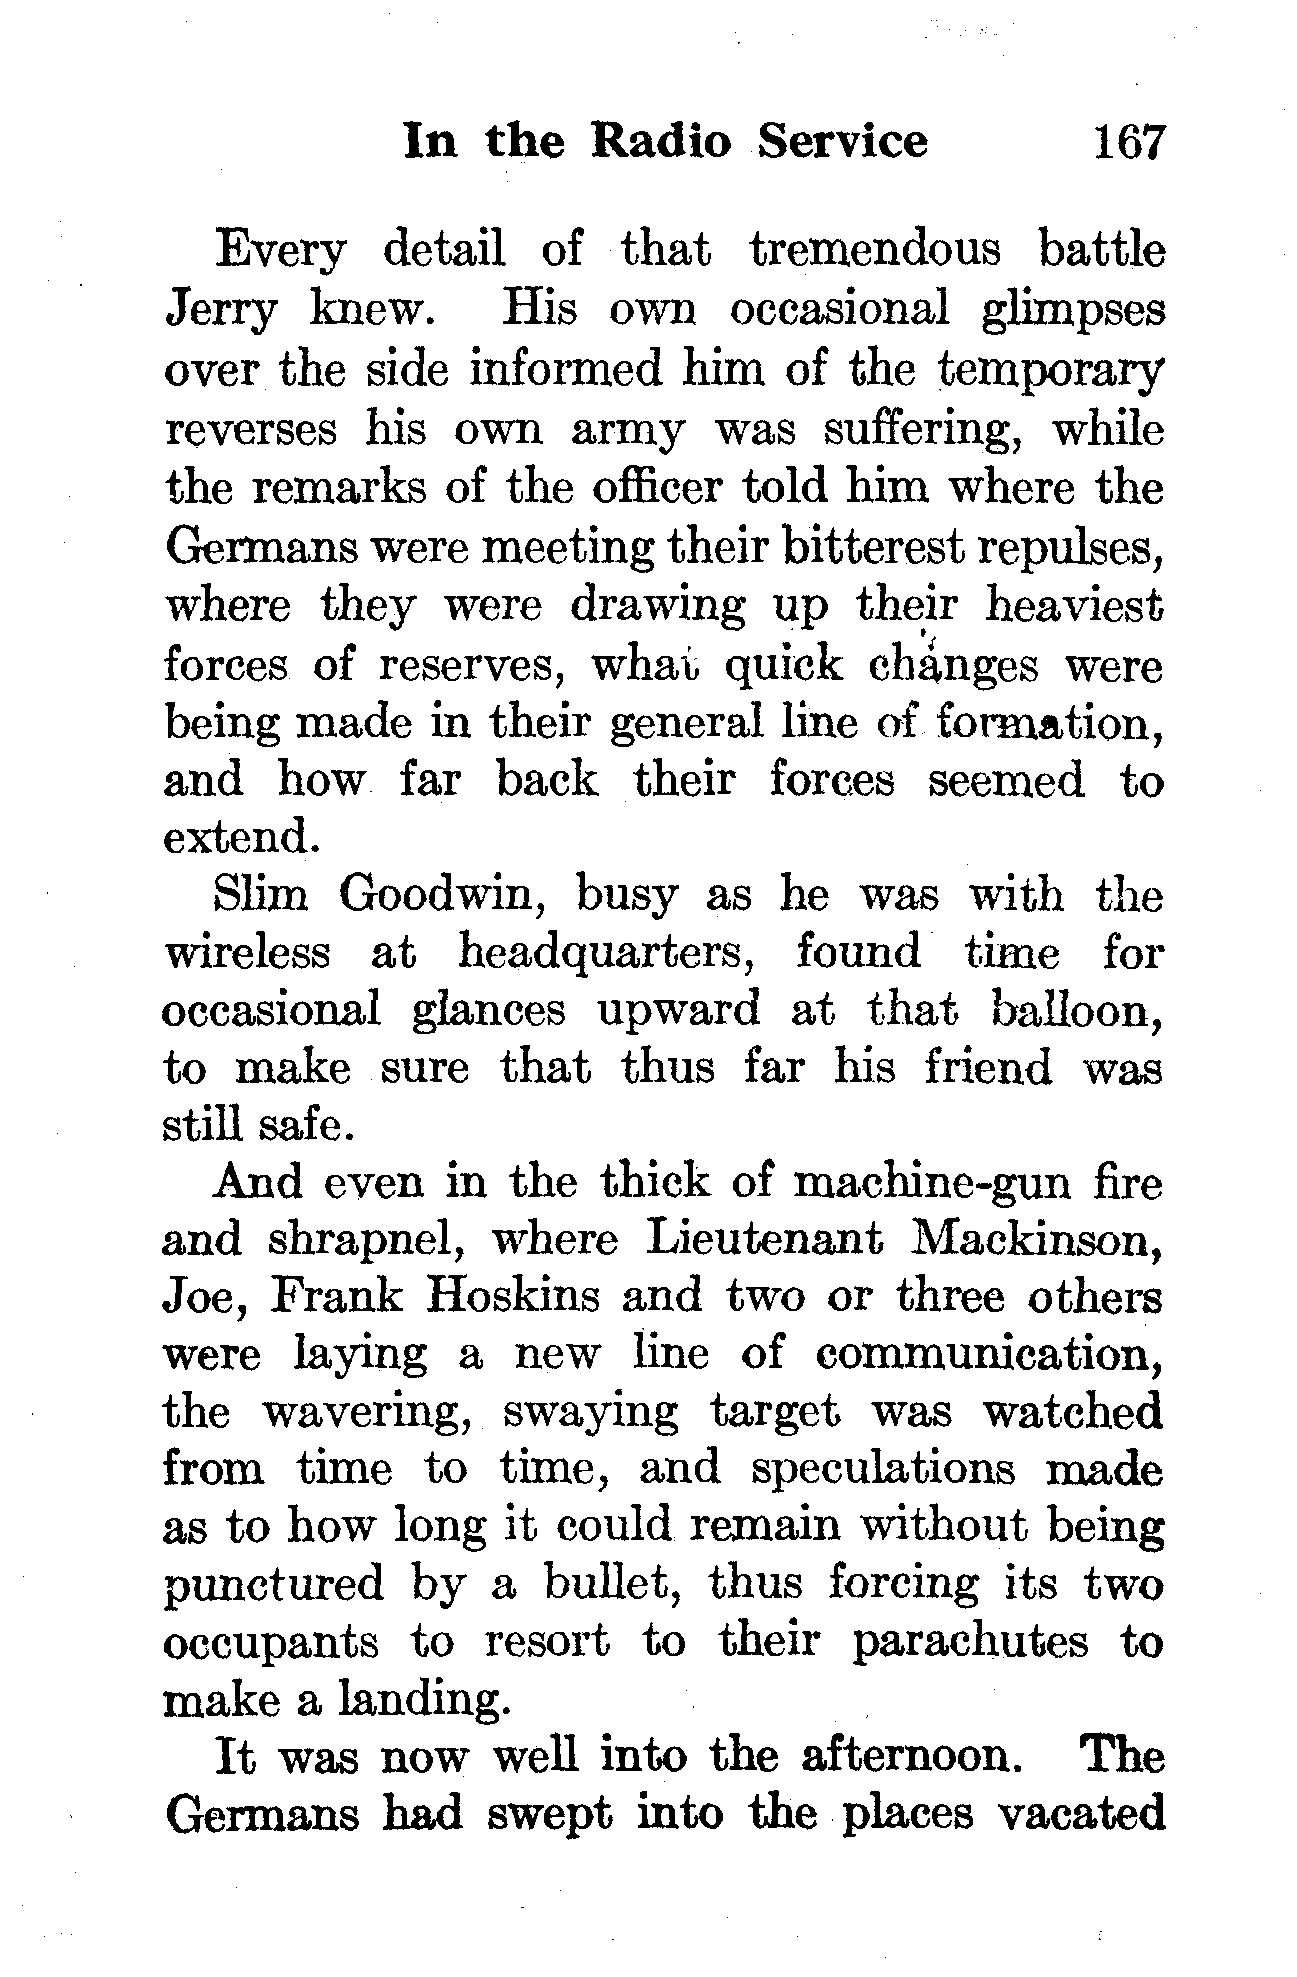 In the Radio Service 167
Every detail of that tremendous battle
Jerry knew. His own occasional glimpses
over the side informed him of the temporary
reverses his own army was suffering, while
the remarks of the officer told him where the
Germans were meeting their bitterest repulses,
where they were drawing up their heaviest
forces of reserves, what quick changes were
being made in their general line of formation,
and how far back their forces seemed to
extend.
Slim Goodwin, busy as he was with the
wireless at headquarters, found time for
occasional glances upward at that balloon,
to make sure that thus far his friend was
still safe.
And even in the thick of machine-gun fire
and shrapnel, where Lieutenant Mackinson,
Joe, Frank Hoskins and two or three others
were laying a new line of communication,
the wavering, swaying target was watched
from time to time, and speculations made
as to how long it could remain without being
punctured by a bullet, thus forcing its two
occupants to resort to their parachutes to
make a landing.
It was now well into the afternoon. The
Germans had swept into the places vacated